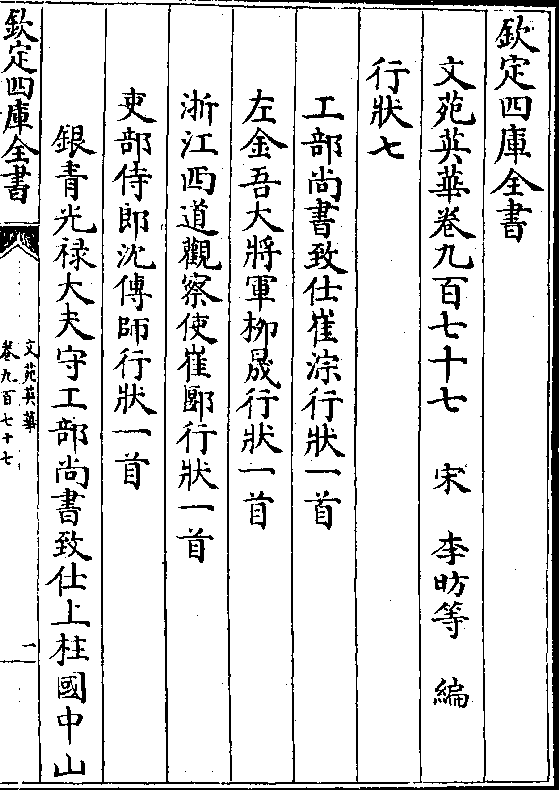 欽定四庫全書
文苑英華卷九百七十七　宋　李昉等　編
行狀七
工部尚書致仕崔淙行狀一首
左金吾大將軍栁晟行狀一首
浙江西道觀察使崔郾行狀一首
吏部侍郎沈傳師行狀一首
銀青光禄大夫守工部尚書致仕上柱國中山
欽定四庫全書
文苑英華
卷九百七十七
一